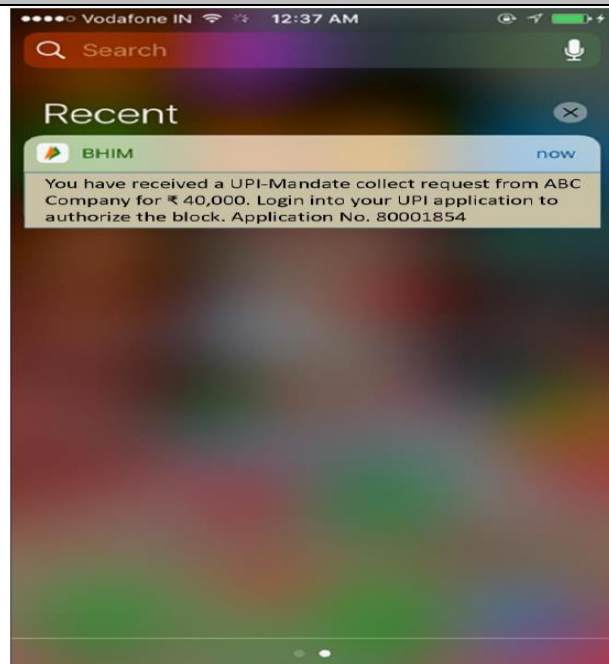 Vodafone IN 12:37 AM
Search
Recent
BHIM now
You have received a UPI-Mandate collect request from ABC
Company for ₹ 40,000. Login into your UPI application to
authorize the block. Application No. 80001854